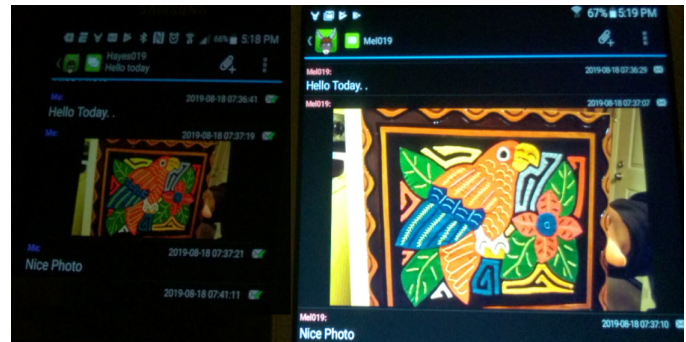 66% 5:18 PM
Hayes019
Hello today
Me: 2019-08-18 07:36:41
Hello Today. .
Me: 2019-08-18 07:37:19
Me: 2019-08-18 07:37:21
Nice Photo
2019-08-18 07:41:11
67% 5:19 PM
Mel019
Mel019: 2019-08-18 07:36:29
Hello Today. .
Mel019: 2019-08-18 07:37:07
Mel019: 2019-08-18 07:37:10
Nice Photo